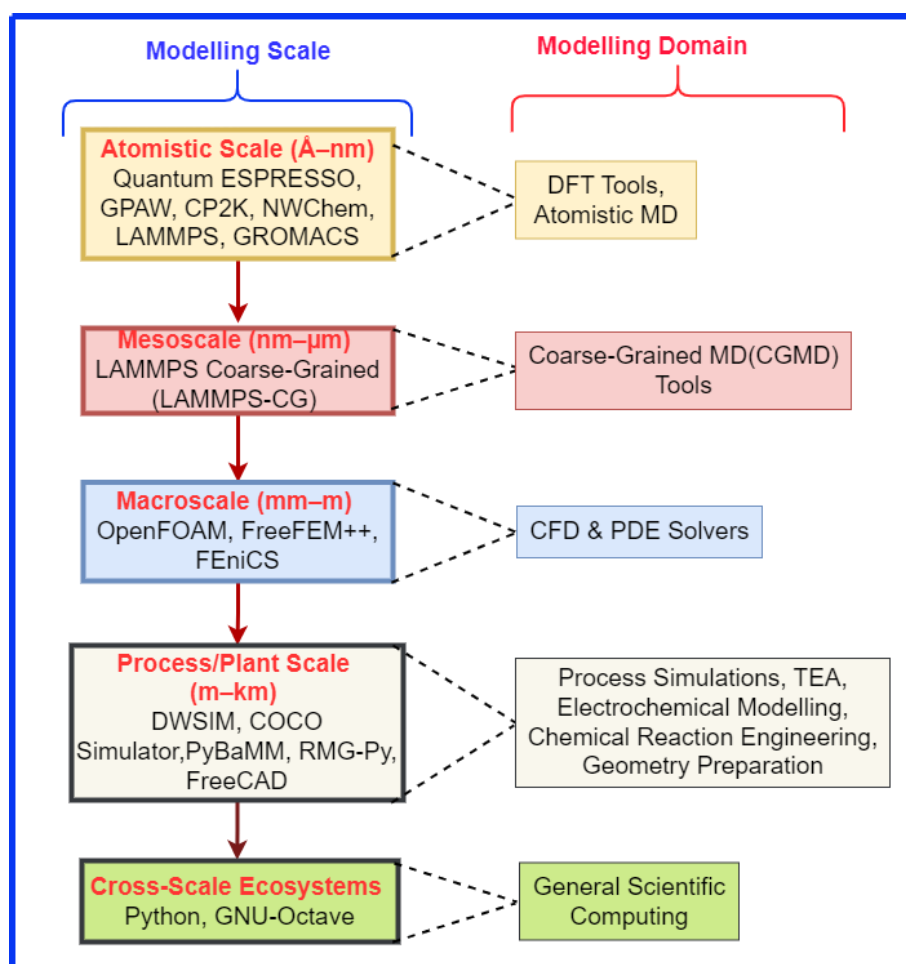 Modelling Scale
Modelling Domain
Atomistic Scale (Å–nm)
Quantum ESPRESSO,
GPAW, CP2K, NWChem,
LAMMPS, GROMACS
DFT Tools,
Atomistic MD
Mesoscale (nm–µm)
LAMMPS Coarse-Grained
(LAMMPS-CG)
Coarse-Grained MD(CGMD)
Tools
Macroscale (mm–m)
OpenFOAM, FreeFEM++,
FEniCS
CFD & PDE Solvers
Process/Plant Scale
(m–km)
DWSIM, COCO
Simulator,PyBaMM, RMG-Py,
FreeCAD
Process Simulations, TEA,
Electrochemical Modelling,
Chemical Reaction Engineering,
Geometry Preparation
Cross-Scale Ecosystems
Python, GNU-Octave
General Scientific
Computing